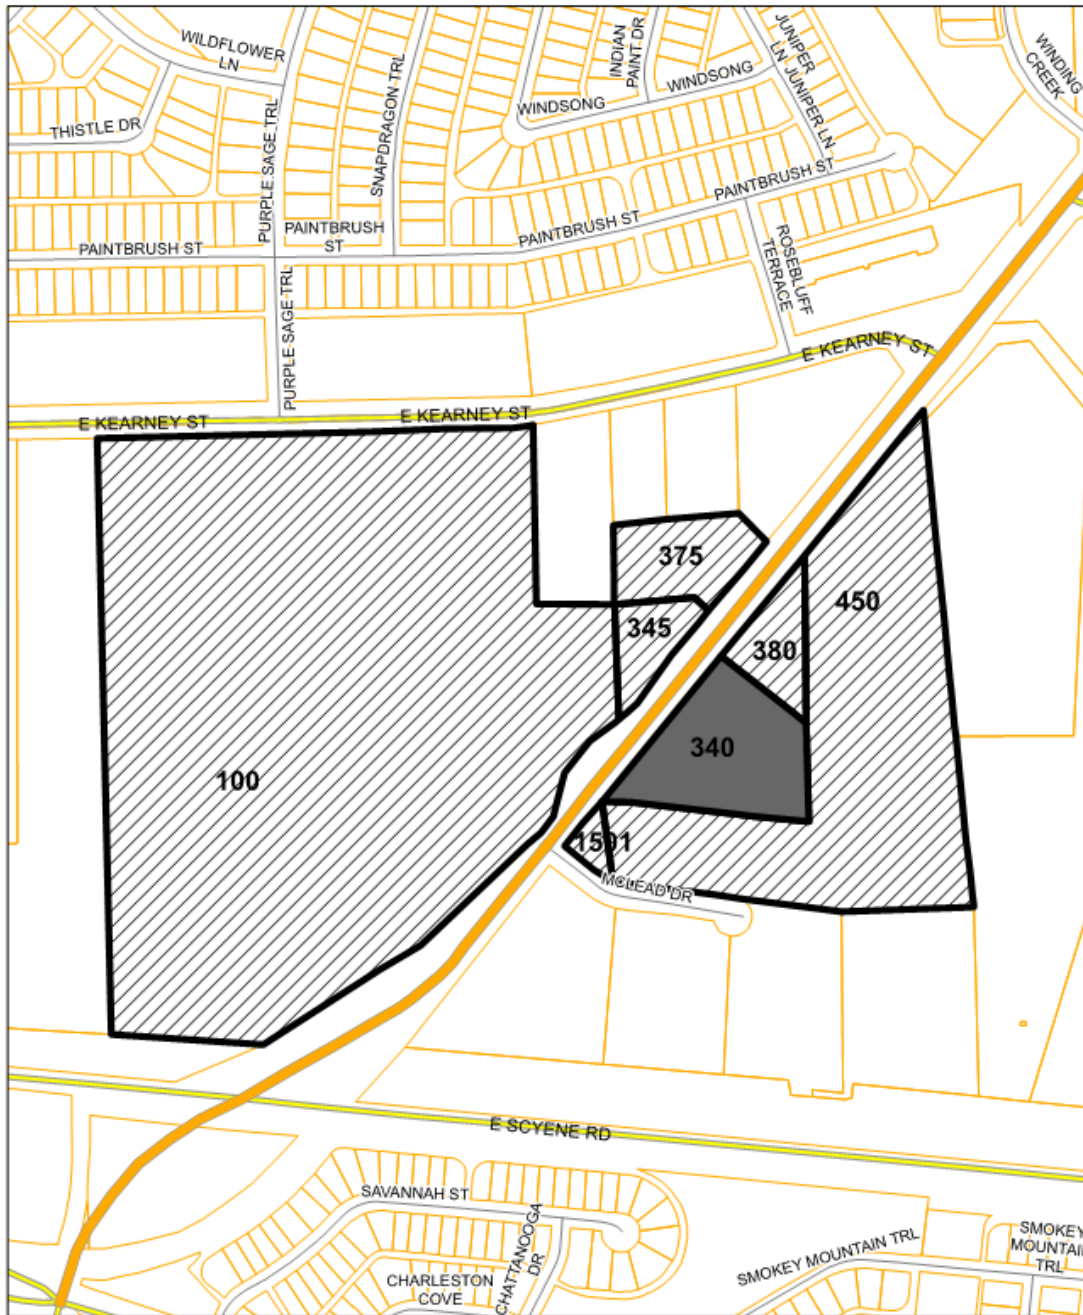 WILDFLOWER
LN
THISTLE DR
PURPLE SAGE TRL
SNAPDRAGON TRL
INDIAN
PAINT DR
JUNIPER
LN
JUNIPER LN
WINDING
CREEK
WINDSONG
WINDSONG
PAINTBRUSH ST
PAINTBRUSH
ST
PAINTBRUSH ST
PAINTBRUSH ST
ROSEBLUFF
TERRACE
PURPLE SAGE TRL
E KEARNEY ST
E KEARNEY ST
E KEARNEY ST
375
450
345
380
340
100
1501
MCLEAD DR
E SCYENE RD
SAVANNAH ST
CHATTANOOGA
DR
CHARLESTON
COVE
SMOKEY MOUNTAIN TRL
SMOKEY
MOUNTAIN
TRL